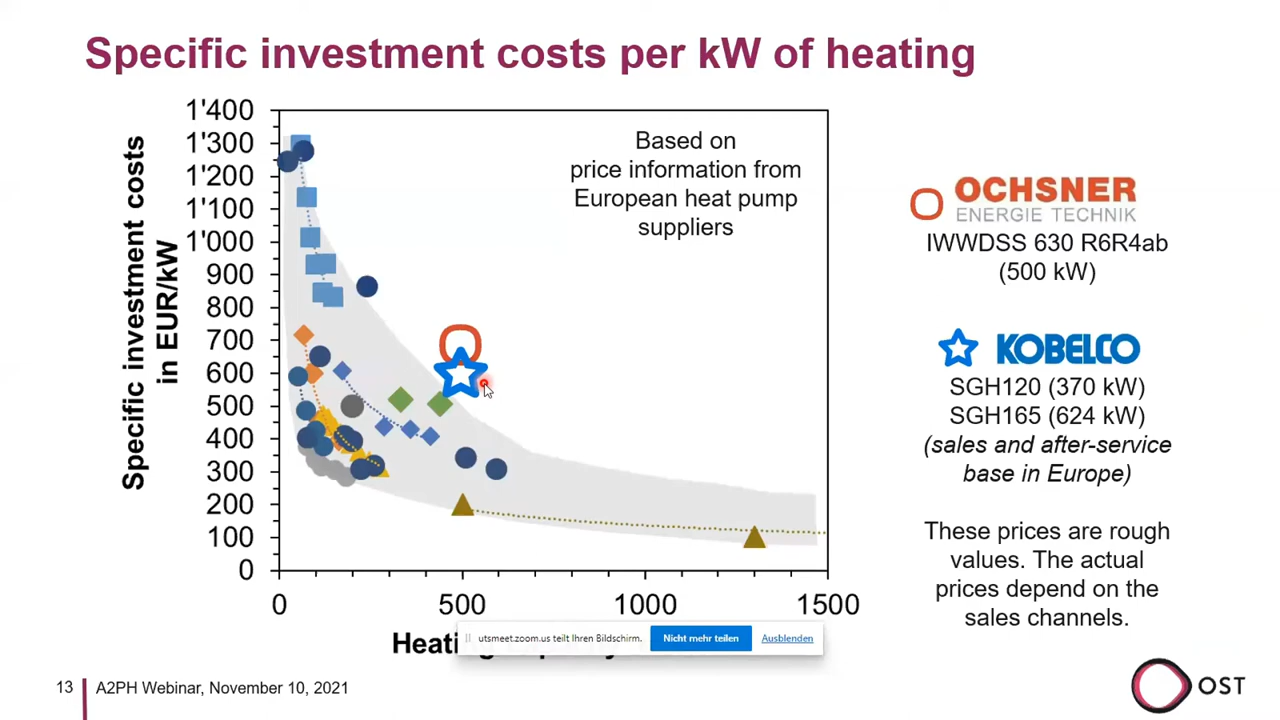 Specific investment costs per kW of heating
Specific investment costs
in EUR/kW
1'400
1'300
1'200
1'100
1'000
900
800
700
600
500
400
300
200
100
0
0 500 1000 1500
Based on
price information from
European heat pump
suppliers
OCHSNER
ENERGIE TECHNIK
IWWDSS 630 R6R4ab
(500 kW)
KOBELCO
SGH120 (370 kW)
SGH165 (624 kW)
(sales and after-service
base in Europe)
These prices are rough
values. The actual
prices depend on the
sales channels.
utsmeet.zoom.us teilt Ihren Bildschirm. Nicht mehr teilen Ausblenden
13 A2PH Webinar, November 10, 2021
OST